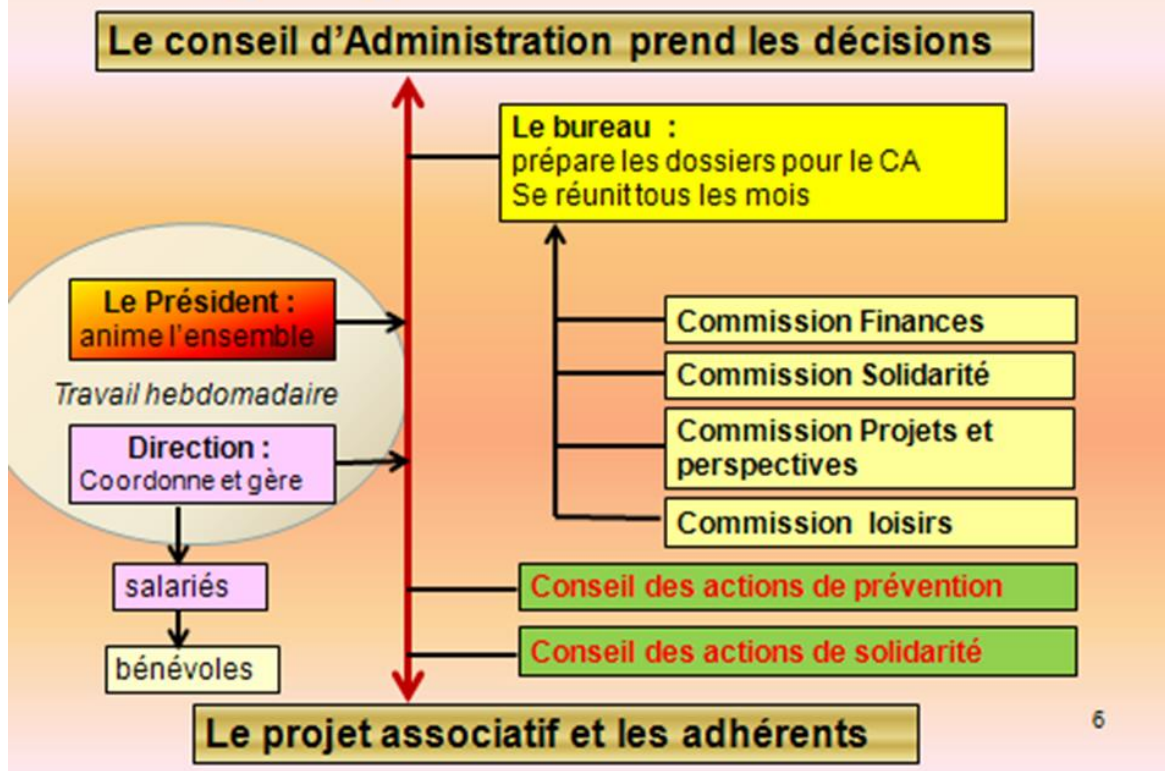 Le conseil d'Administration prend les décisions
Le bureau :
prépare les dossiers pour le CA
Se réunit tous les mois
Le Président :
anime l'ensemble
Travail hebdomadaire
Direction :
Coordonne et gère
salariés
bénévoles
Commission Finances
Commission Solidarité
Commission Projets et
perspectives
Commission loisirs
Conseil des actions de prévention
Conseil des actions de solidarité
Le projet associatif et les adhérents
6